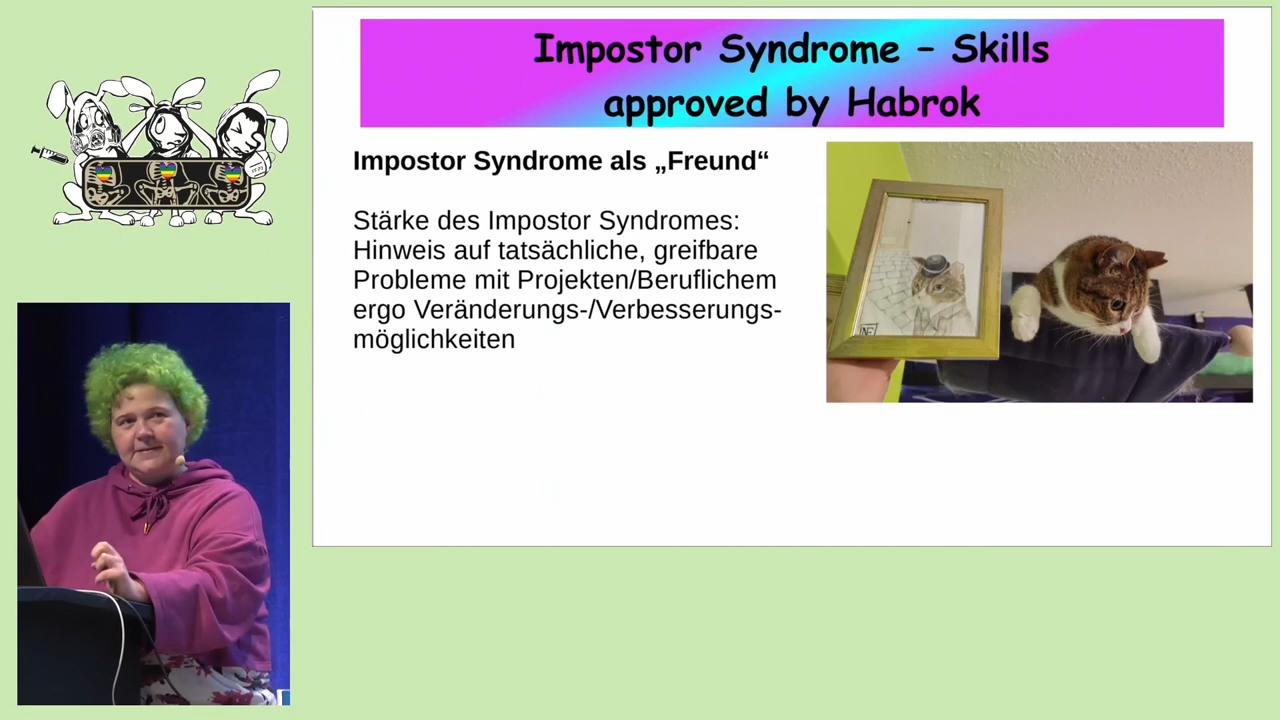 Impostor Syndrome – Skills
approved by Habrok
Impostor Syndrome als „Freund“
Stärke des Impostor Syndromes:
Hinweis auf tatsächliche, greifbare
Probleme mit Projekten/Beruflichem
ergo Veränderungs-/Verbesserungs-
möglichkeiten